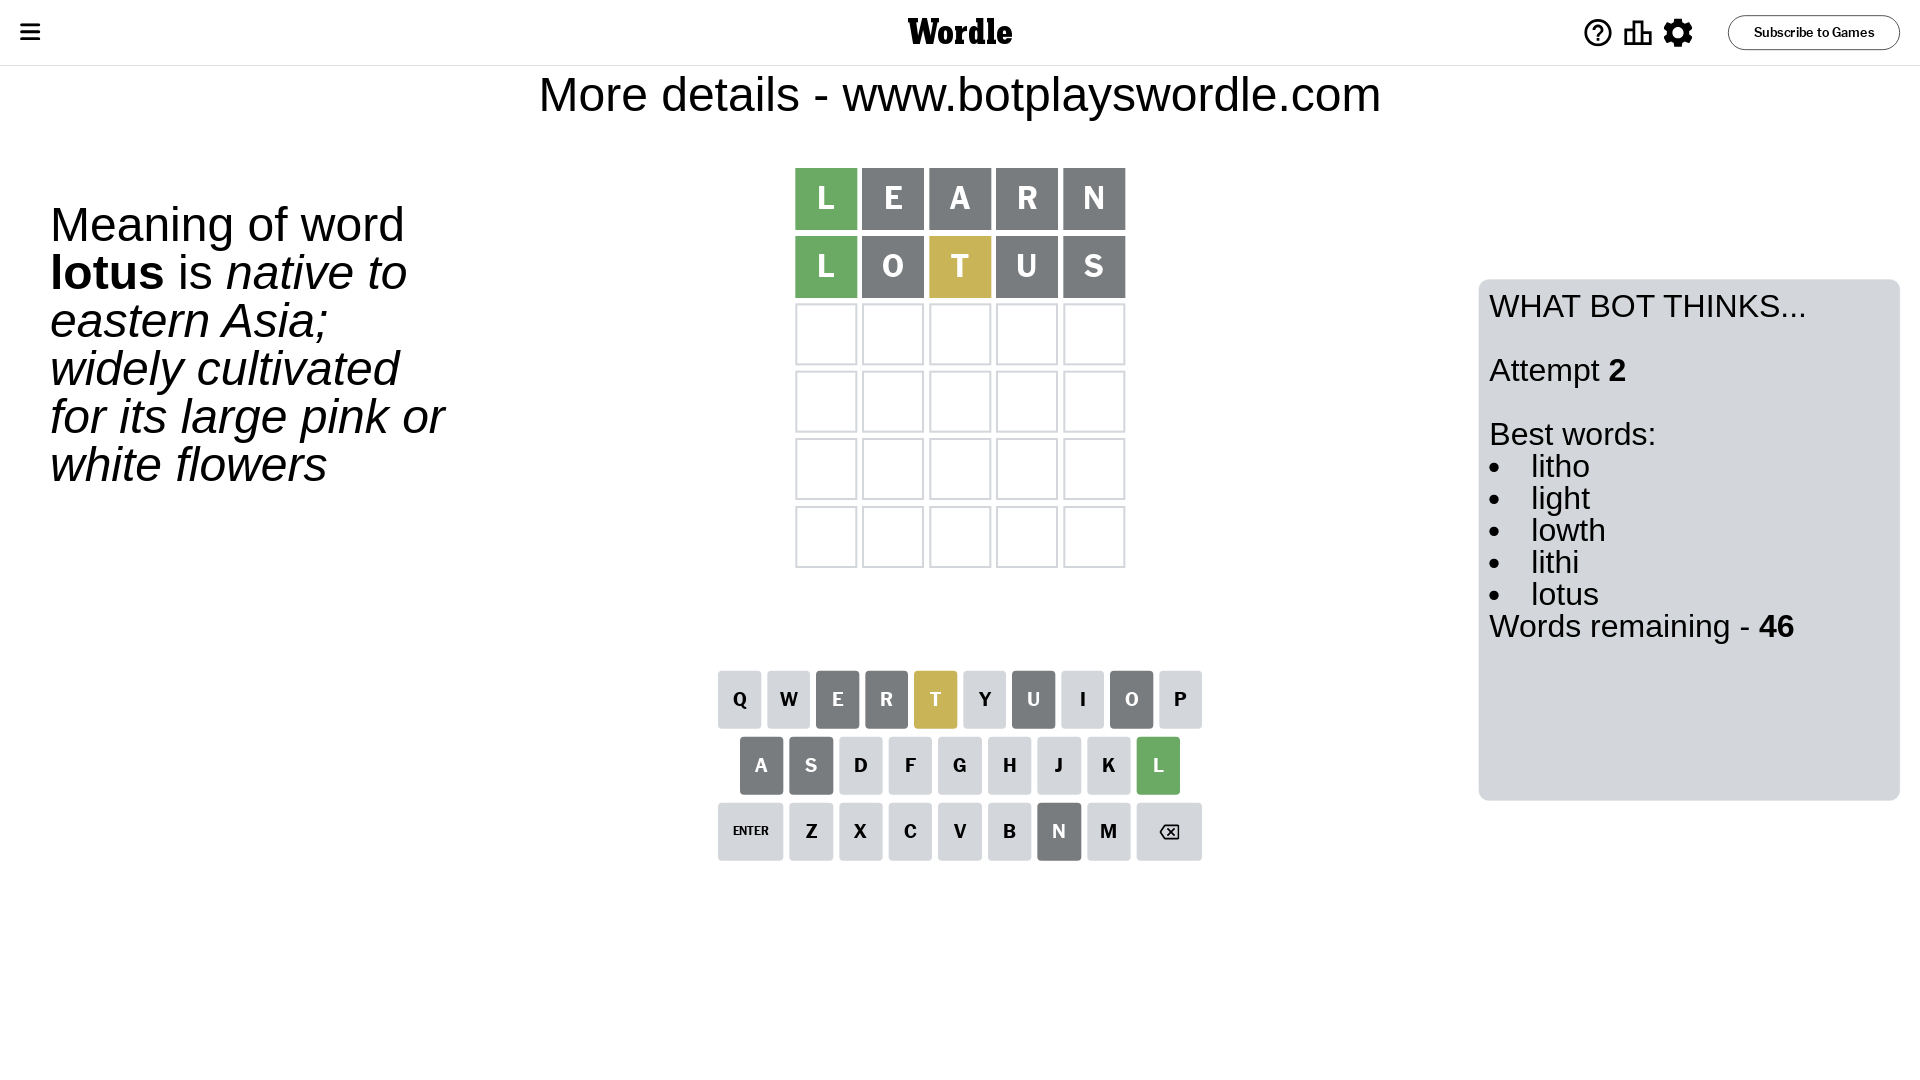 Wordle
Subscribe to Games
More details - www.botplayswordle.com
Meaning of word
lotus is native to
eastern Asia;
widely cultivated
for its large pink or
white flowers
L E A R N
L O T U S
WHAT BOT THINKS...
Attempt 2
Best words:
• litho
• light
• lowth
• lithi
• lotus
Words remaining - 46
Q W E R T Y U I O P
A S D F G H J K L
ENTER Z X C V B N M